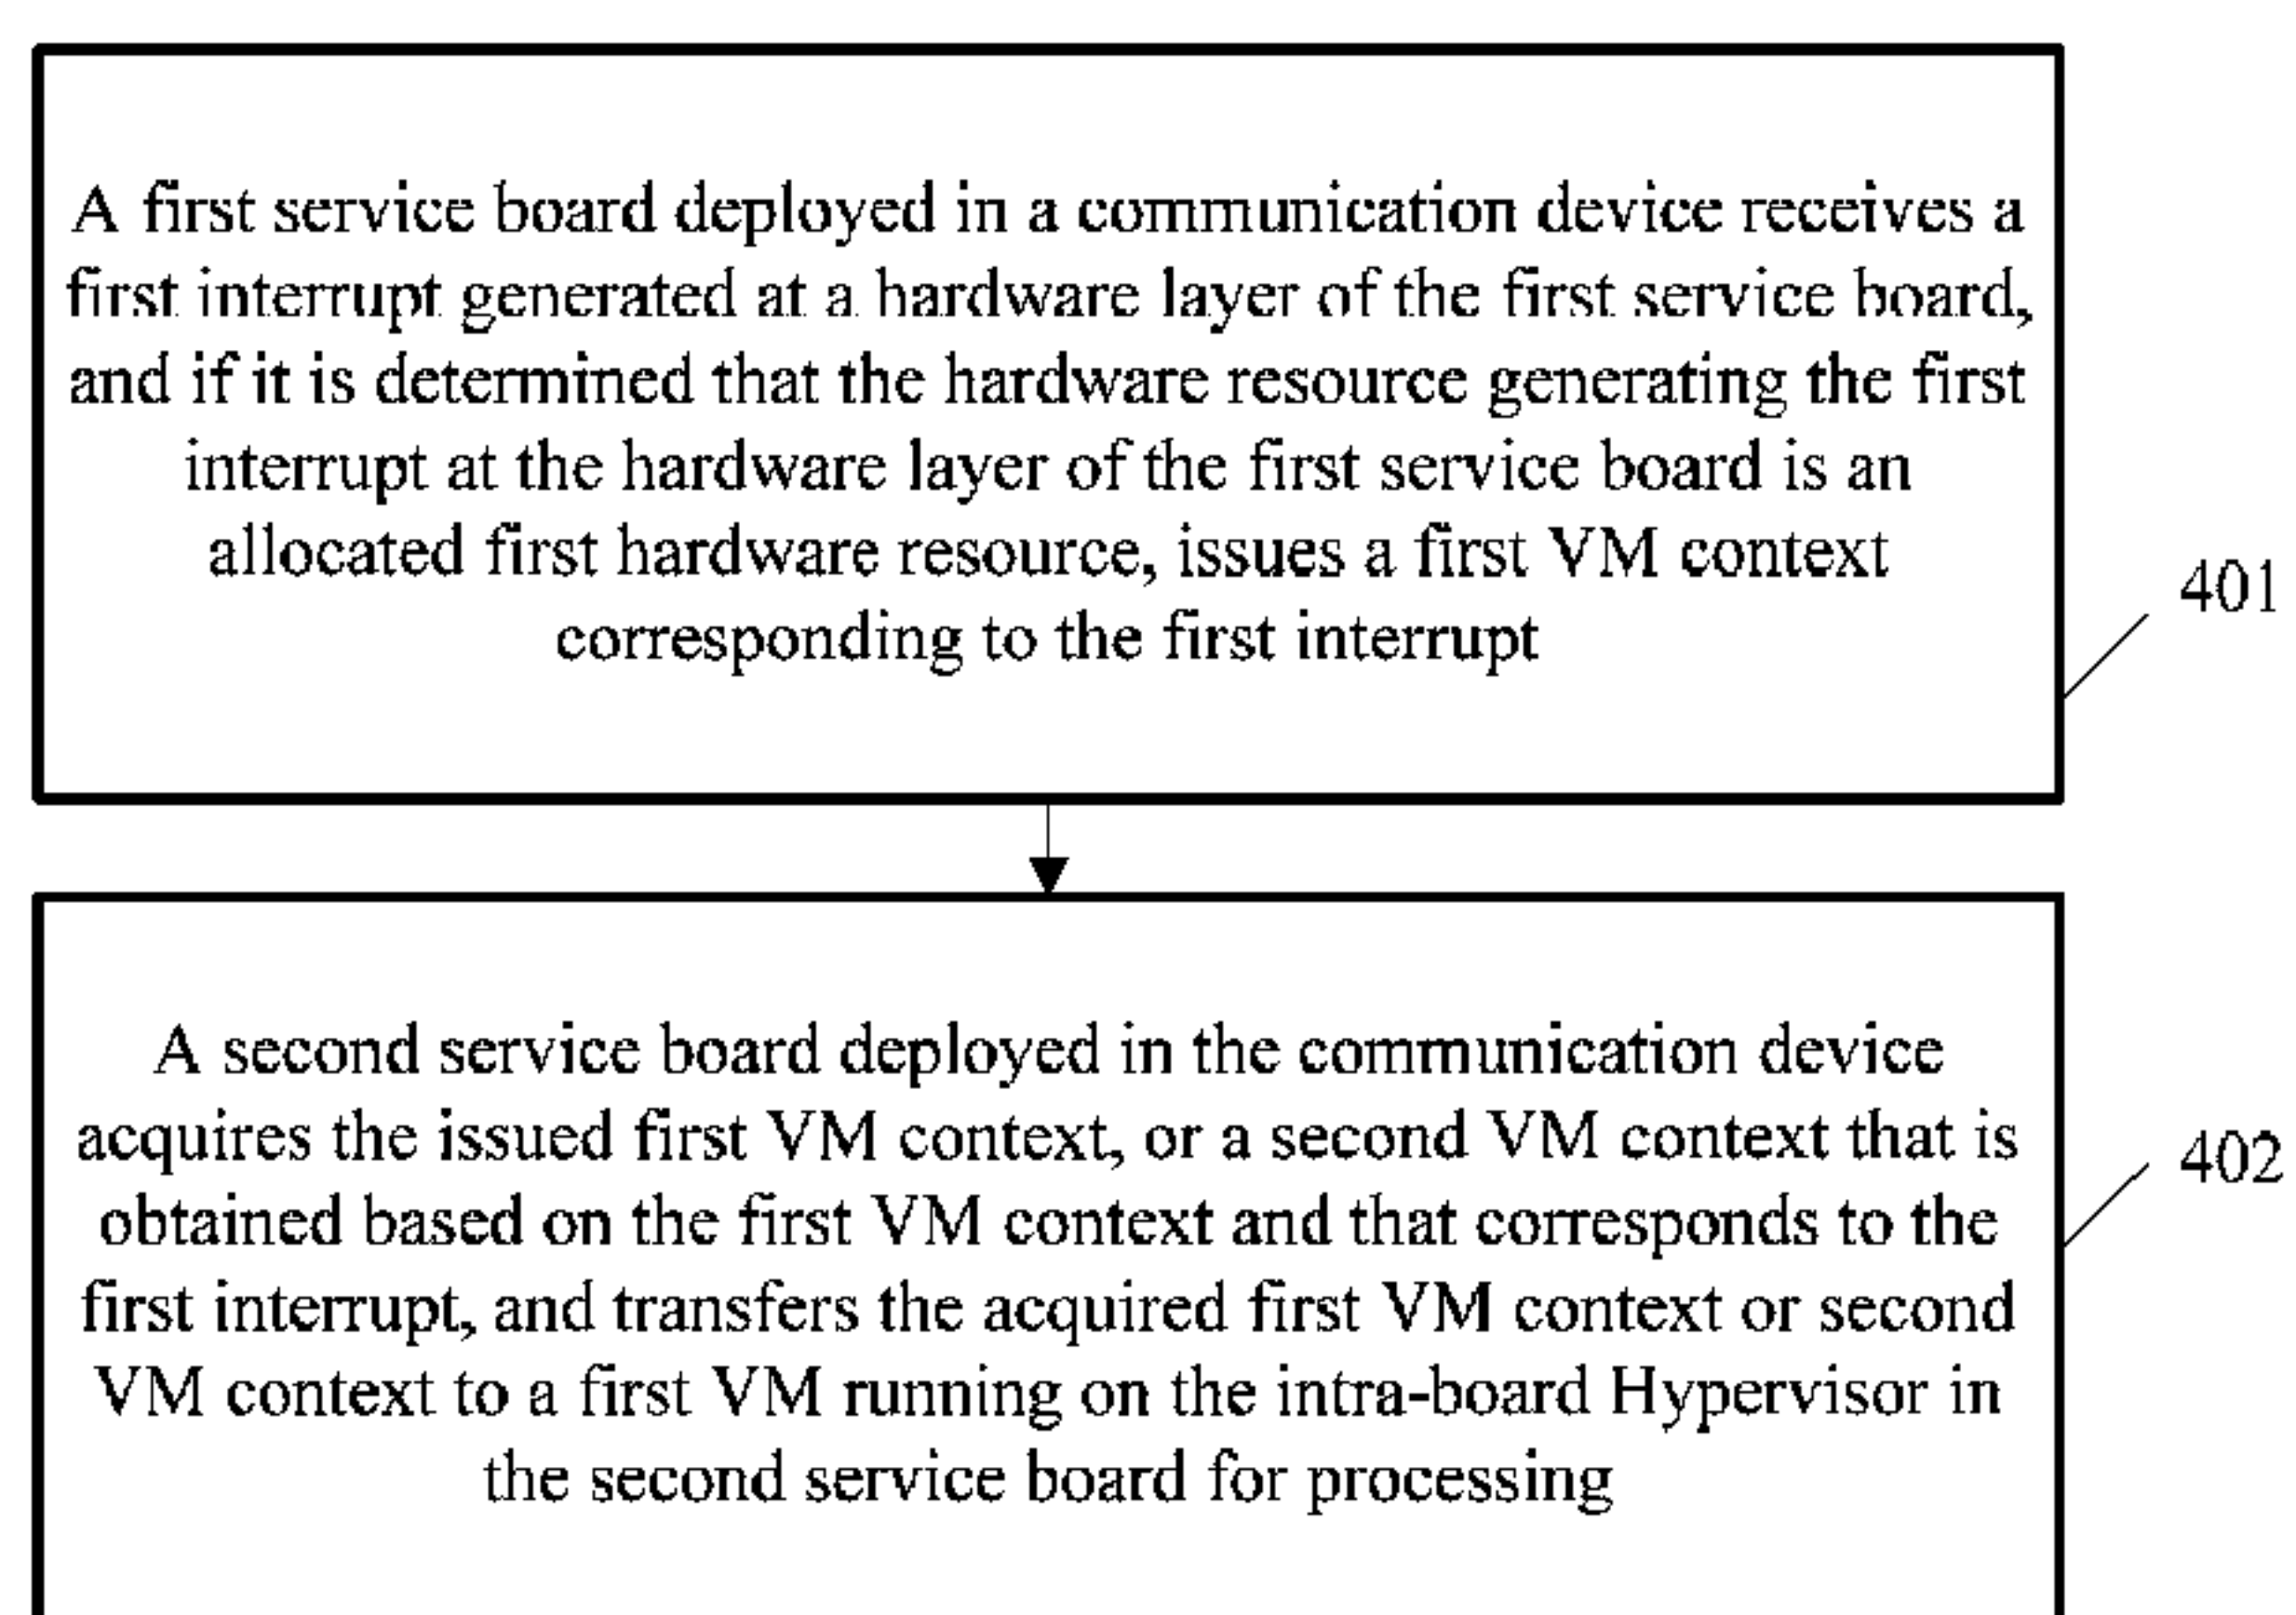 A first service board deployed in a communication device receives a
first interrupt generated at a hardware layer of the first service board,
and if it is determined that the hardware resource generating the first
interrupt at the hardware layer of the first service board is an
allocated first hardware resource, issues a first VM context
corresponding to the first interrupt
401
A second service board deployed in the communication device
acquires the issued first VM context, or a second VM context that is
obtained based on the first VM context and that corresponds to the
first interrupt, and transfers the acquired first VM context or second
VM context to a first VM running on the intra-board Hypervisor in
the second service board for processing
402